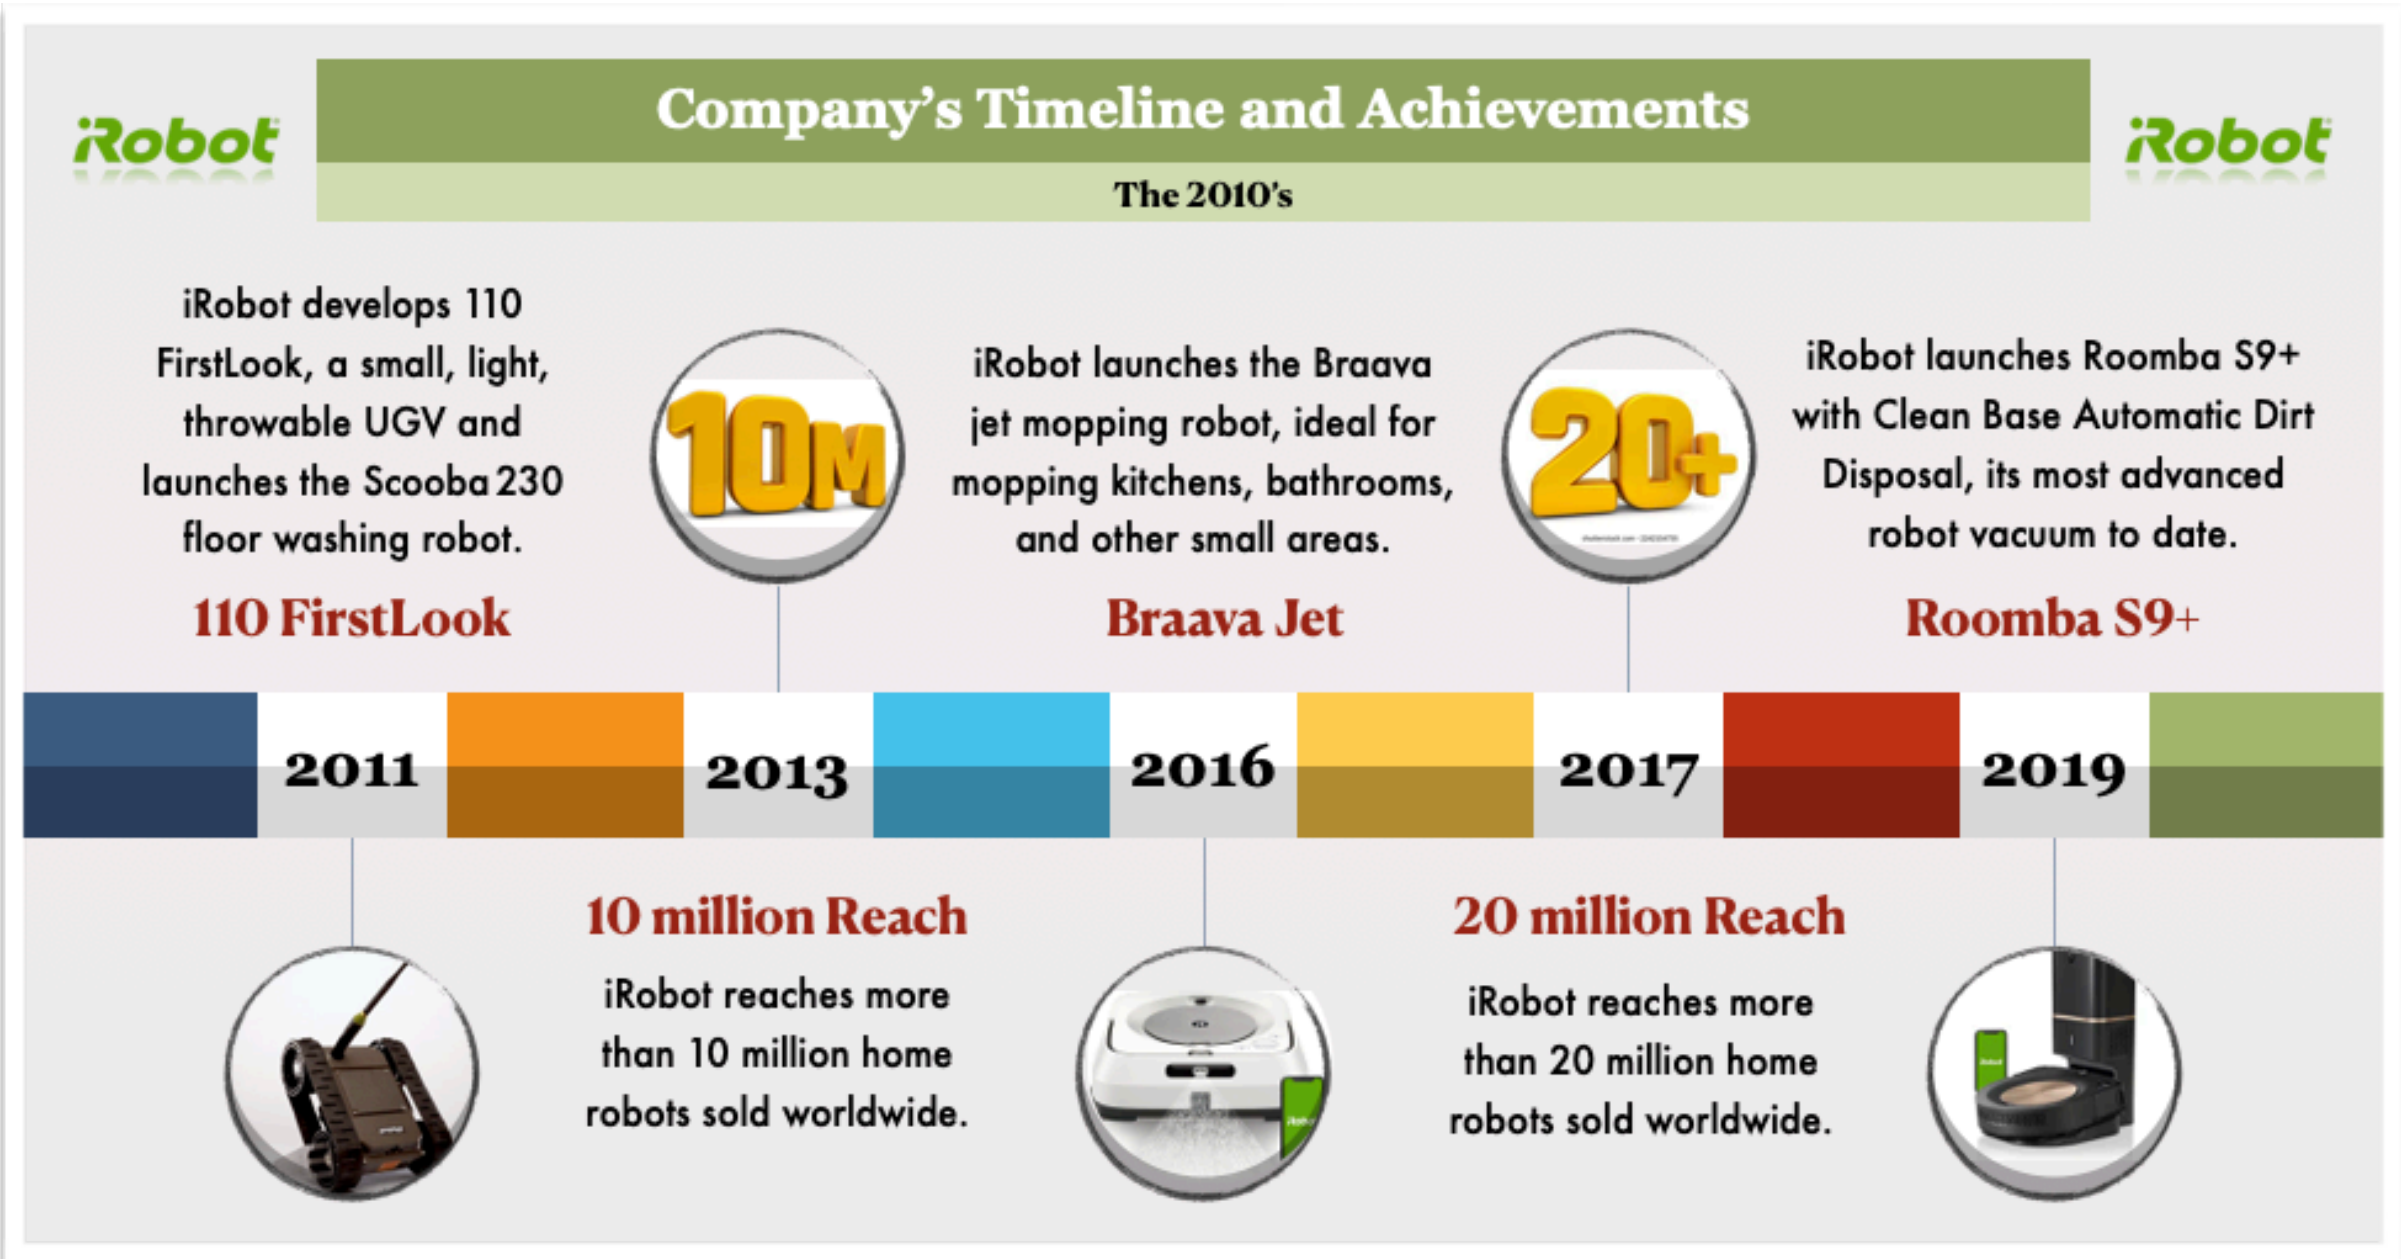 iRobot
Company's Timeline and Achievements
iRobot
The 2010's
iRobot develops 110
FirstLook, a small, light,
throwable UGV and
launches the Scooba 230
floor washing robot.
110 FirstLook
10M
iRobot launches the Braava
jet mopping robot, ideal for
mopping kitchens, bathrooms,
and other small areas.
Braava Jet
20+
iRobot launches Roomba S9+
with Clean Base Automatic Dirt
Disposal, its most advanced
robot vacuum to date.
Roomba S9+
2011
2013
2016
2017
2019
10 million Reach
iRobot reaches more
than 10 million home
robots sold worldwide.
20 million Reach
iRobot reaches more
than 20 million home
robots sold worldwide.